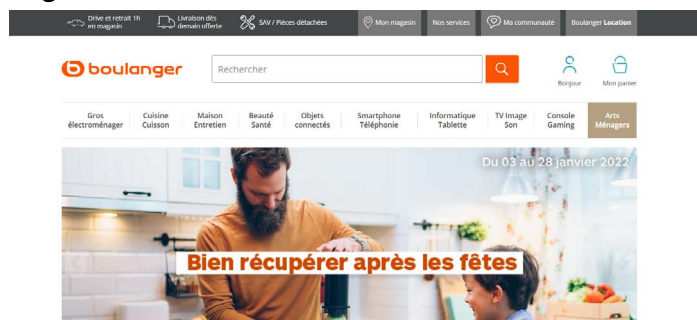 Drive et retrait 1h
en magasin
Livraison dès
demain offerte
SAV / Pièces détachées
Mon magasin
Nos services
Ma communauté
Boulanger Location
boulanger
Rechercher
Bonjour
Mon panier
Gros
électroménager
Cuisine
Cuisson
Maison
Entretien
Beauté
Santé
Objets
connectés
Smartphone
Téléphonie
Informatique
Tablette
TV Image
Son
Console
Gaming
Arts
Ménagers
Du 03 au 28 janvier 2022
Bien récupérer après les fêtes